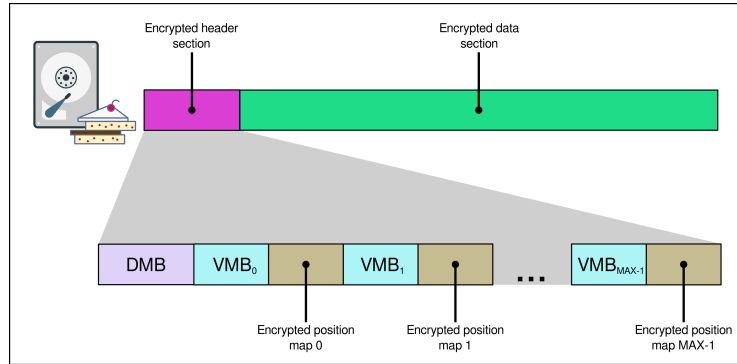 Encrypted header
section
Encrypted data
section
DMB
VMB₀
VMB₁
...
VMB_MAX-1
Encrypted position
map 0
Encrypted position
map 1
Encrypted position
map MAX-1